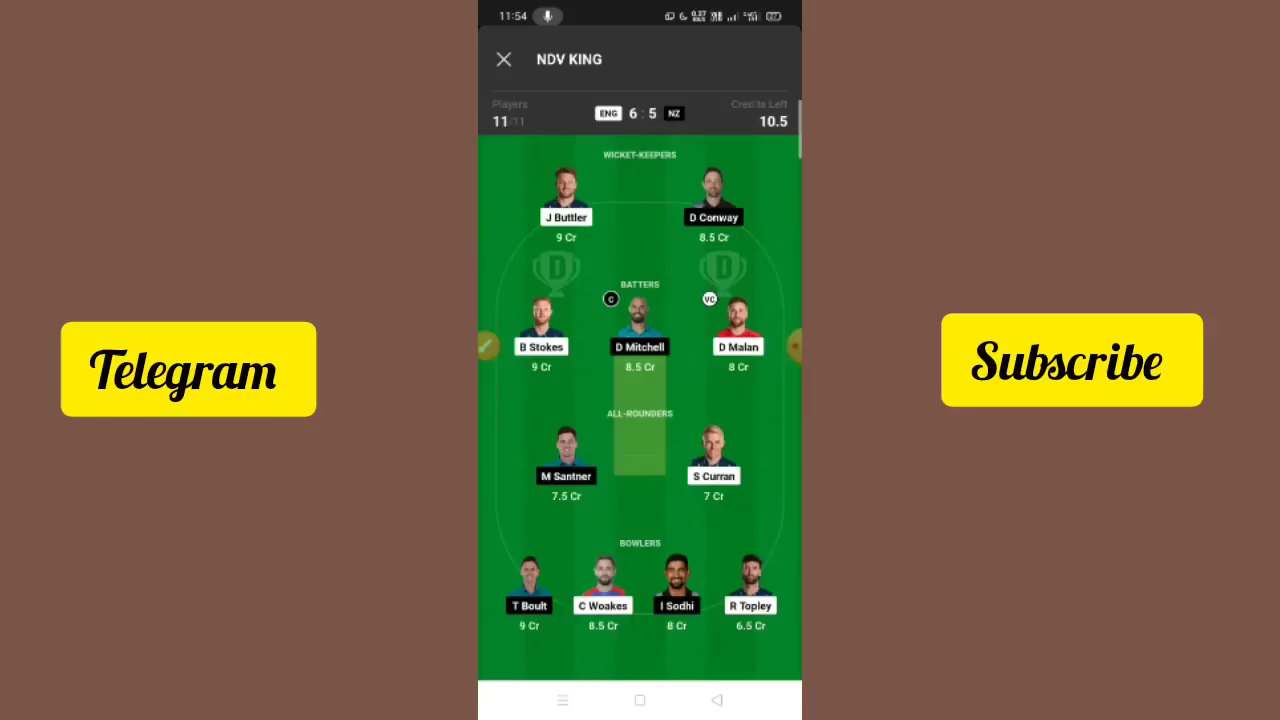 11:54
NDV KING
Players
11/11
ENG 6 : 5 NZ
Credits Left
10.5
WICKET-KEEPERS
J Buttler
D Conway
9 Cr
8.5 Cr
D
D
BATTERS
C
VC
B Stokes
D Mitchell
D Malan
9 Cr
8.5 Cr
8 Cr
ALL-ROUNDERS
M Santner
S Curran
7.5 Cr
7 Cr
BOWLERS
T Boult
C Woakes
I Sodhi
R Topley
9 Cr
8.5 Cr
8 Cr
6.5 Cr
Telegram
Subscribe